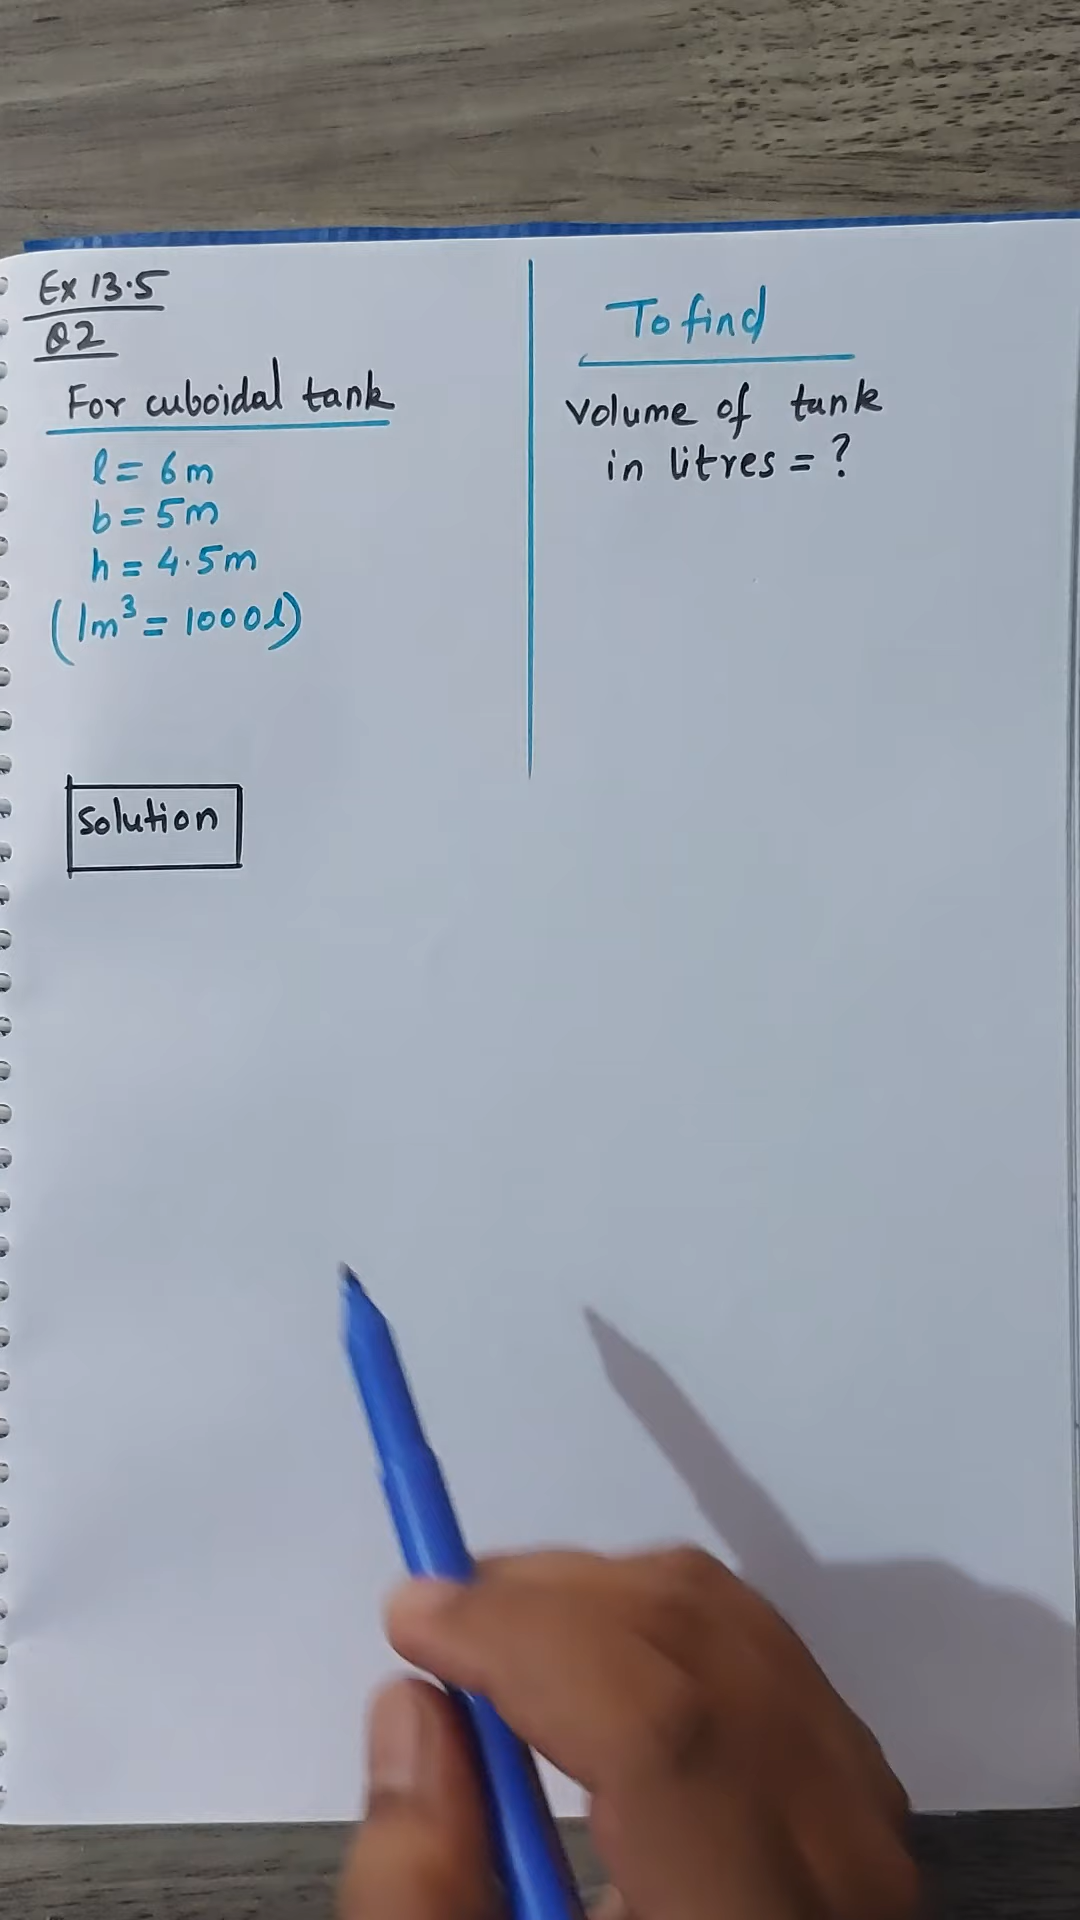 Ex 13.5
Q2
For cuboidal tank
l = 6m
b = 5m
h = 4.5m
(1m³ = 1000l)
To find
Volume of tank
in litres = ?
Solution